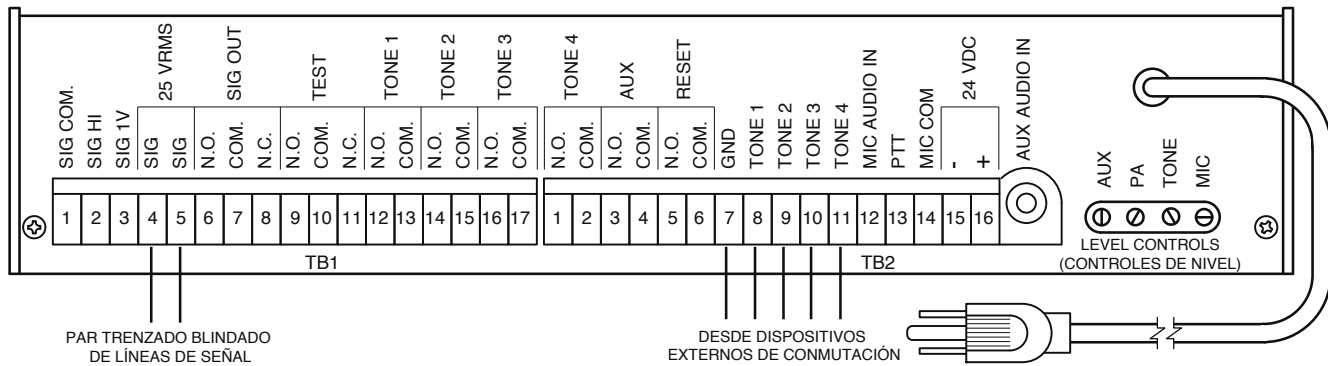 25 VRMS
SIG OUT
TEST
TONE 1
TONE 2
TONE 3
TONE 4
AUX
RESET
24 VDC
SIG COM.
SIG HI
SIG 1V
SIG
SIG
N.O.
COM.
N.C.
N.O.
COM.
N.C.
N.O.
COM.
N.O.
COM.
N.O.
COM.
N.O.
COM.
N.O.
COM.
N.O.
COM.
GND
TONE 1
TONE 2
TONE 3
TONE 4
MIC AUDIO IN
PTT
MIC COM
-
+
AUX AUDIO IN
AUX
PA
TONE
MIC
1 2 3 4 5 6 7 8 9 10 11 12 13 14 15 16 17
1 2 3 4 5 6 7 8 9 10 11 12 13 14 15 16
TB1
TB2
LEVEL CONTROLS
(CONTROLES DE NIVEL)
PAR TRENZADO BLINDADO
DE LÍNEAS DE SEÑAL
DESDE DISPOSITIVOS
EXTERNOS DE CONMUTACIÓN